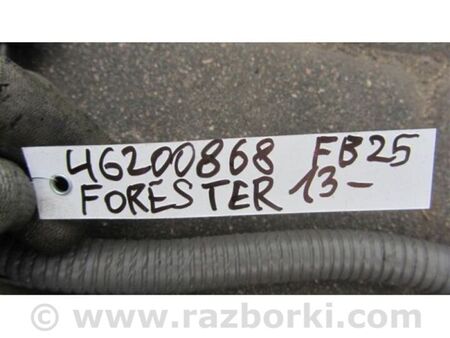 46200868 FB25
FORESTER 13-
© www.razborki.com